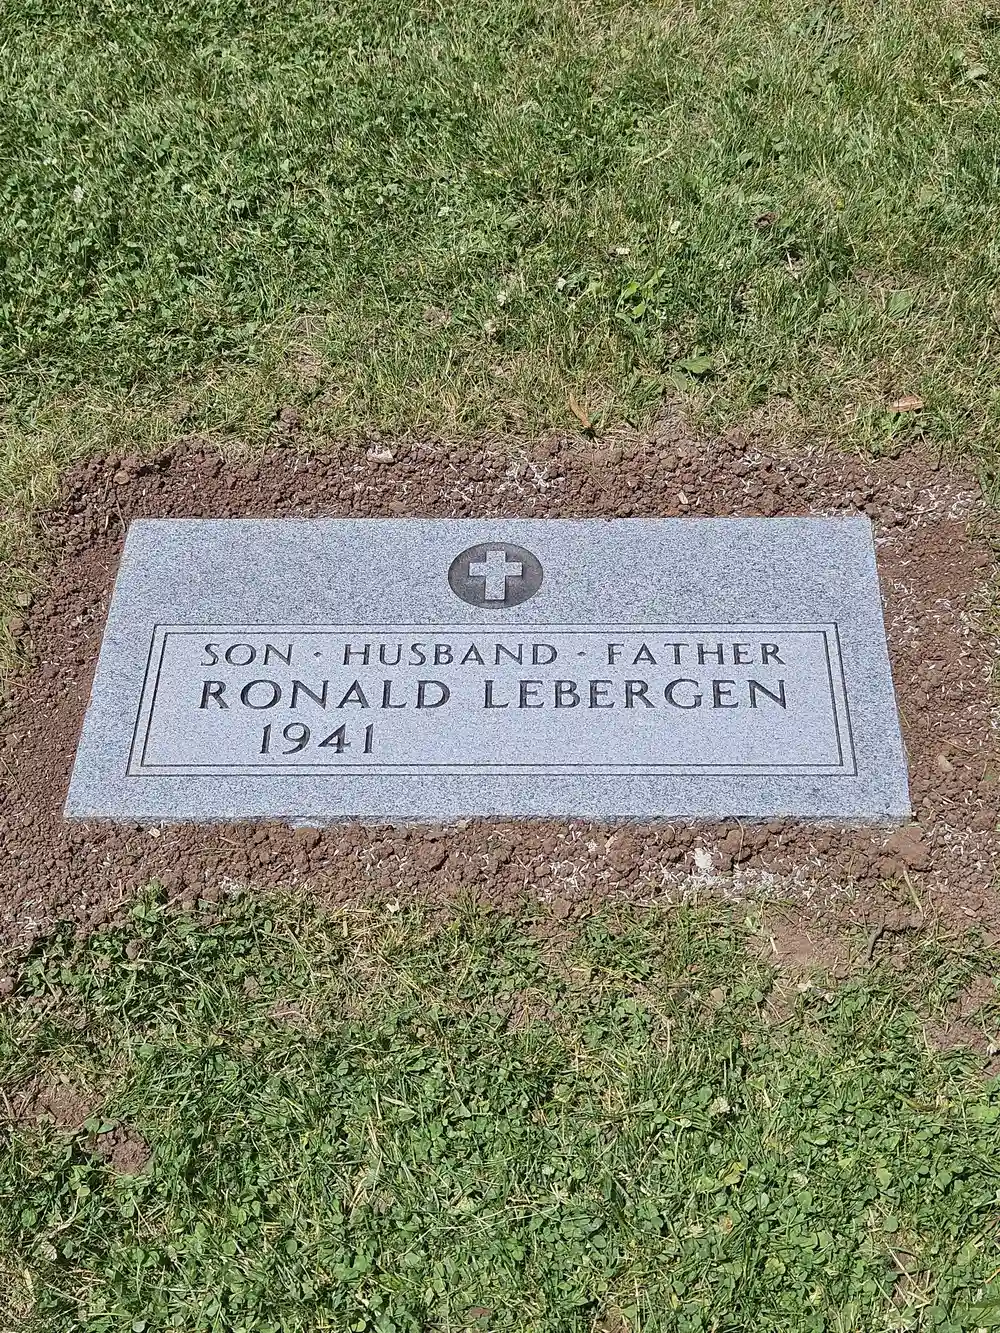 SON · HUSBAND · FATHER
RONALD LEBERGEN
1941